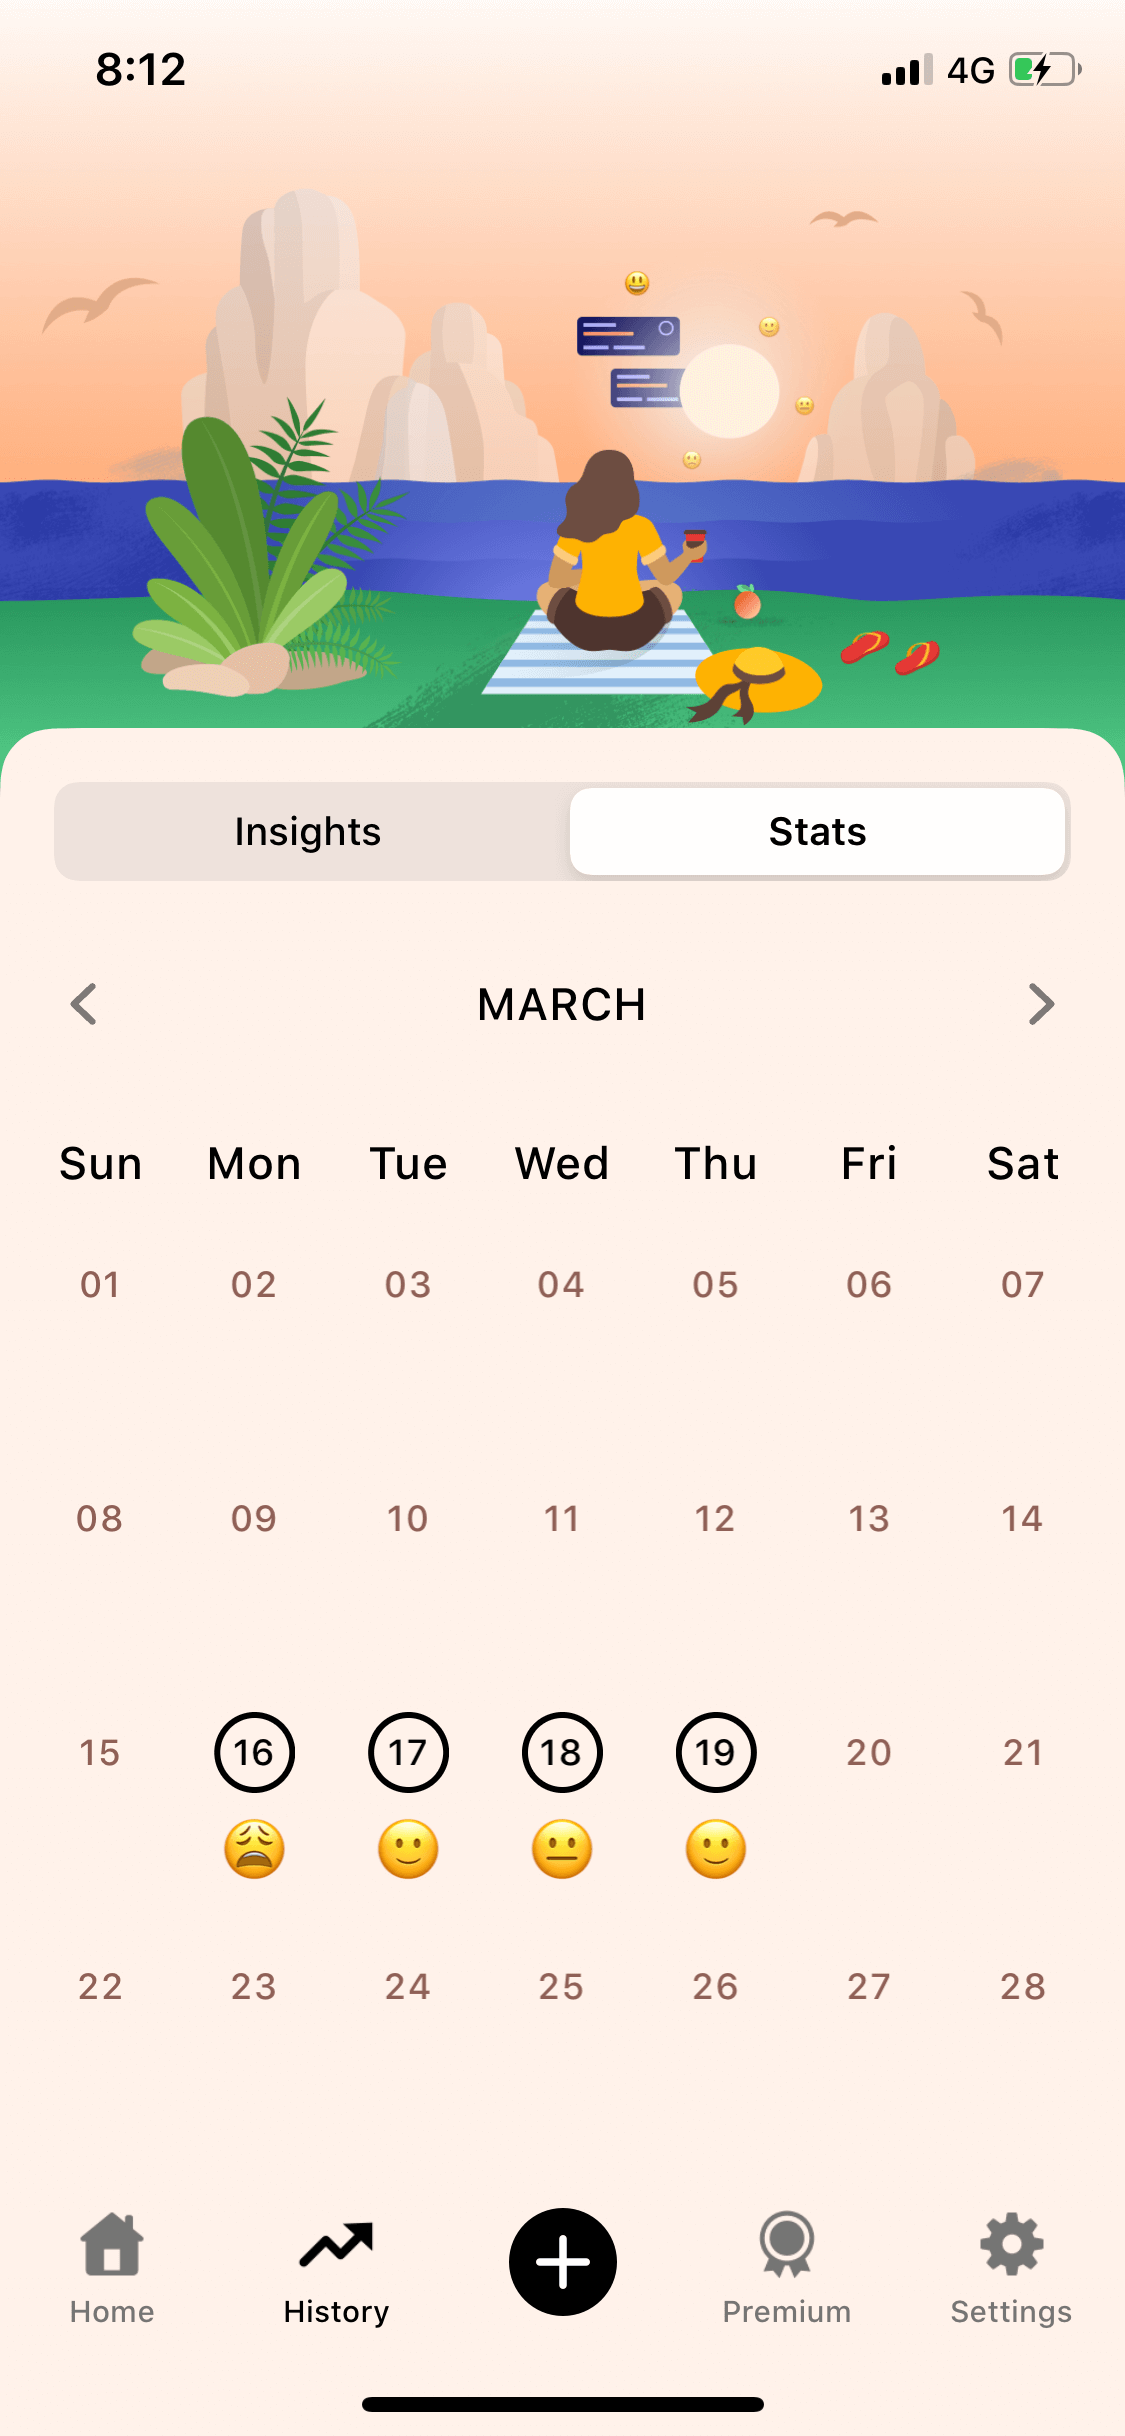 8:12 4G
Insights Stats
MARCH
Sun Mon Tue Wed Thu Fri Sat
01 02 03 04 05 06 07
08 09 10 11 12 13 14
15 16 17 18 19 20 21
22 23 24 25 26 27 28
Home History Premium Settings